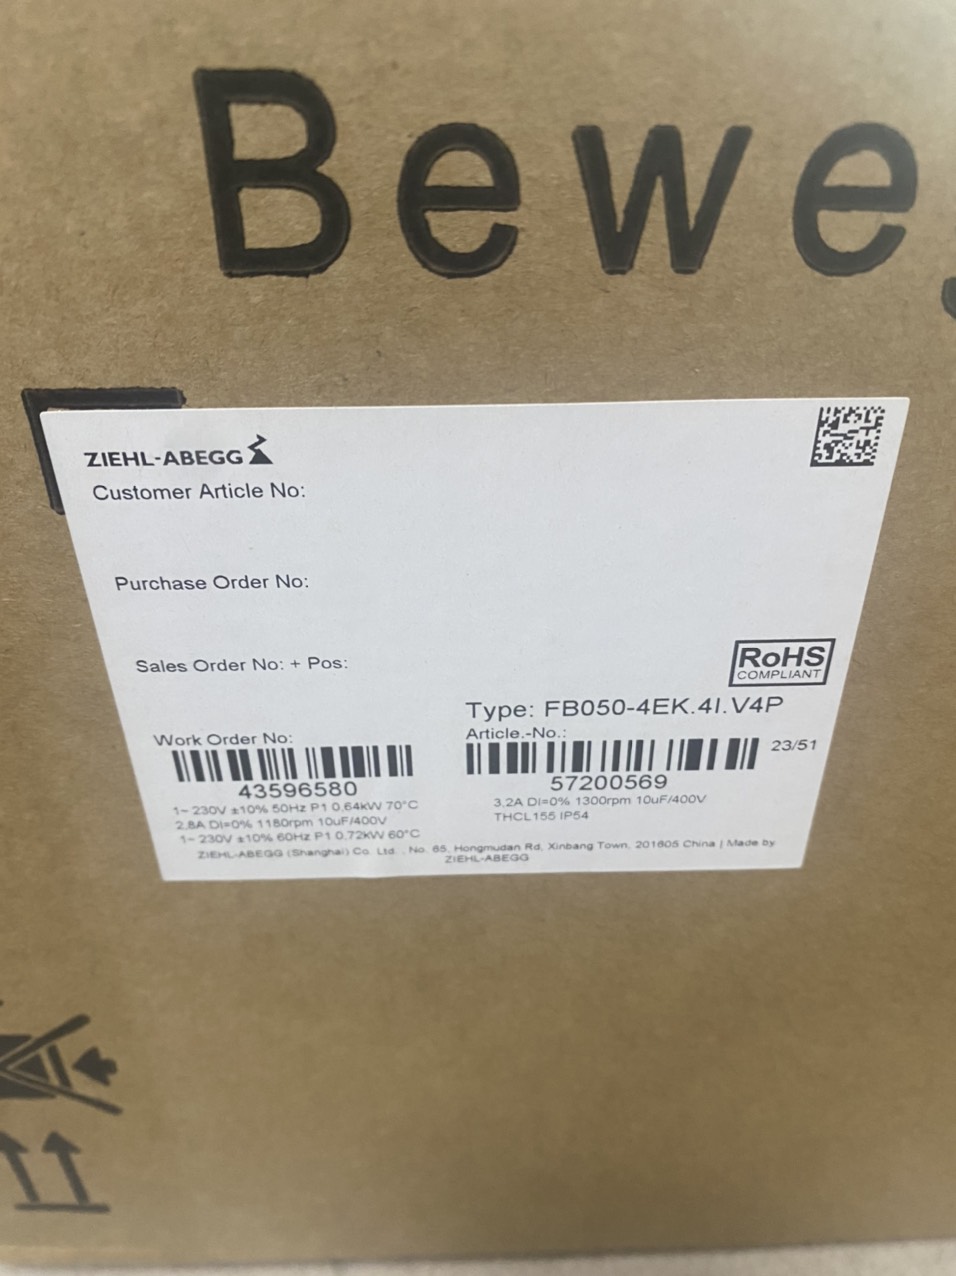 Bewe
ZIEHL-ABEGG
Customer Article No:
Purchase Order No:
Sales Order No: + Pos:
RoHS
COMPLIANT
Type: FB050-4EK.4I.V4P
Work Order No:
43596580
Article.-No.:
23/51
57200569
1~ 230V ±10% 50Hz P1 0,64kW 70°C
2,8A DI=0% 1180rpm 10uF/400V
1~ 230V ±10% 60Hz P1 0,72kW 60°C
3,2A DI=0% 1300rpm 10uF/400V
THCL155 IP54
ZIEHL-ABEGG (Shanghai) Co. Ltd. , No. 65, Hongmudan Rd, Xinbang Town, 201605 China | Made by
ZIEHL-ABEGG